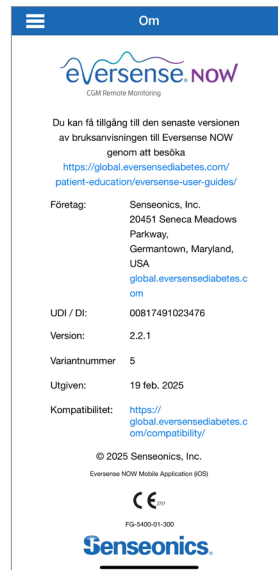 Om
eversense NOW
CGM Remote Monitoring
Du kan få tillgång till den senaste versionen
av bruksanvisningen till Eversense NOW
genom att besöka
https://global.eversensediabetes.com/
patient-education/eversense-user-guides/
Företag: Senseonics, Inc.
20451 Seneca Meadows
Parkway,
Germantown, Maryland,
USA
global.eversensediabetes.c
om
UDI / DI: 00817491023476
Version: 2.2.1
Variantnummer 5
Utgiven: 19 feb. 2025
Kompatibilitet: https://
global.eversensediabetes.c
om/compatibility/
© 2025 Senseonics, Inc.
Eversense NOW Mobile Application (iOS)
CE 2797
FG-5400-01-300
Senseonics.